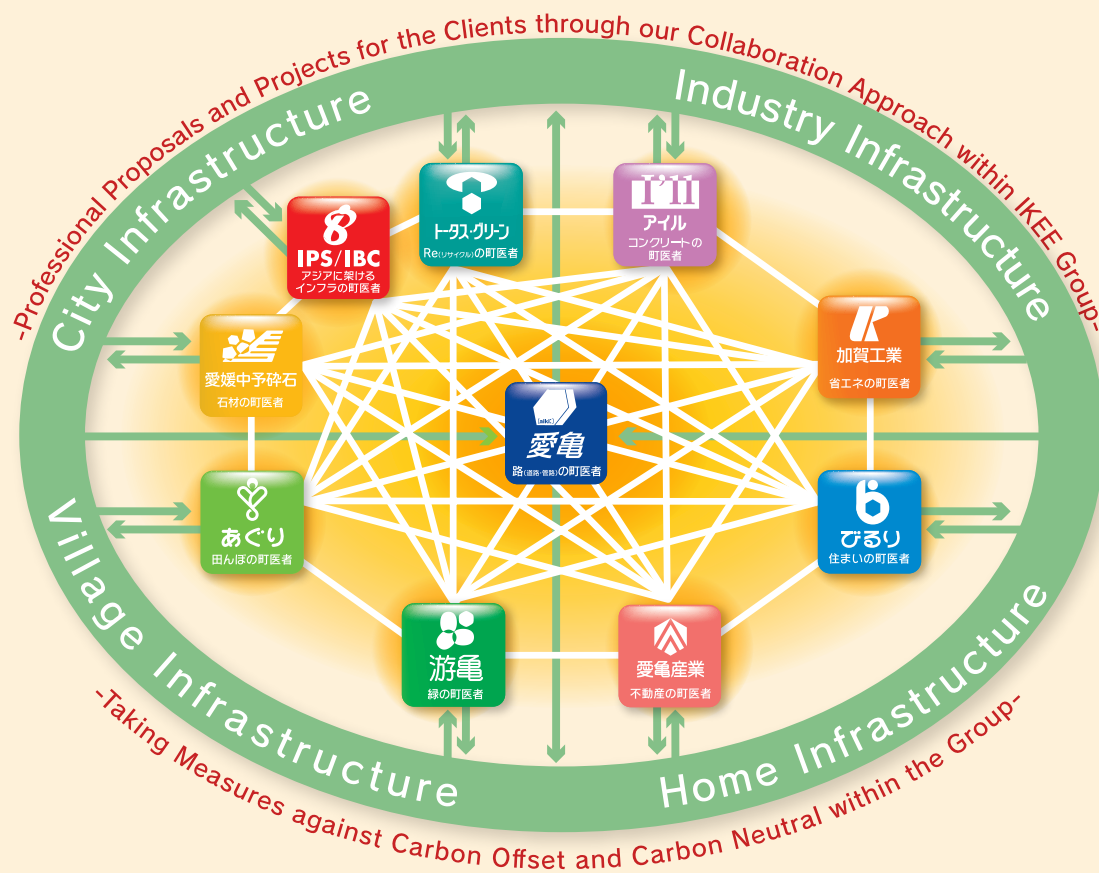 -Professional Proposals and Projects for the Clients through our Collaboration Approach within IKEE Group-
City Infrastructure
Industry Infrastructure
トータス・グリーン
Re(リサイクル)の町医者
I'll
アイル
コンクリートの
町医者
IPS/IBC
アジアに架ける
インフラの町医者
愛媛中予砕石
石材の町医者
加賀工業
省エネの町医者
愛亀
路(道路・管路)の町医者
あぐり
田んぼの町医者
びるり
住まいの町医者
游亀
緑の町医者
愛亀産業
不動産の町医者
Village Infrastructure
Home Infrastructure
-Taking Measures against Carbon Offset and Carbon Neutral within the Group-